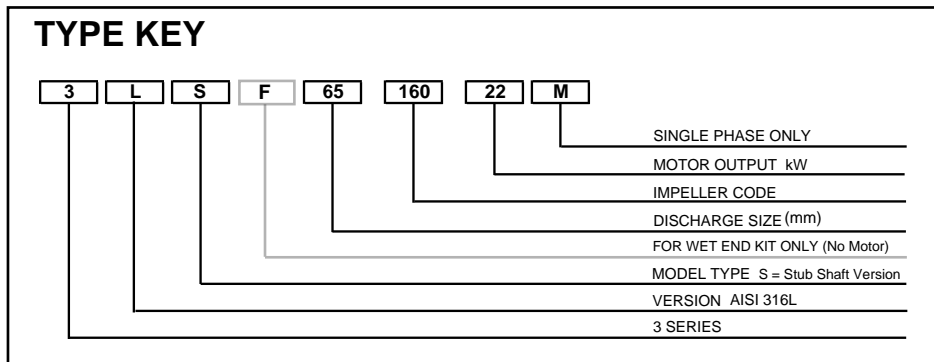 TYPE KEY
3 L S F 65 160 22 M
SINGLE PHASE ONLY
MOTOR OUTPUT kW
IMPELLER CODE
DISCHARGE SIZE (mm)
FOR WET END KIT ONLY (No Motor)
MODEL TYPE S = Stub Shaft Version
VERSION AISI 316L
3 SERIES